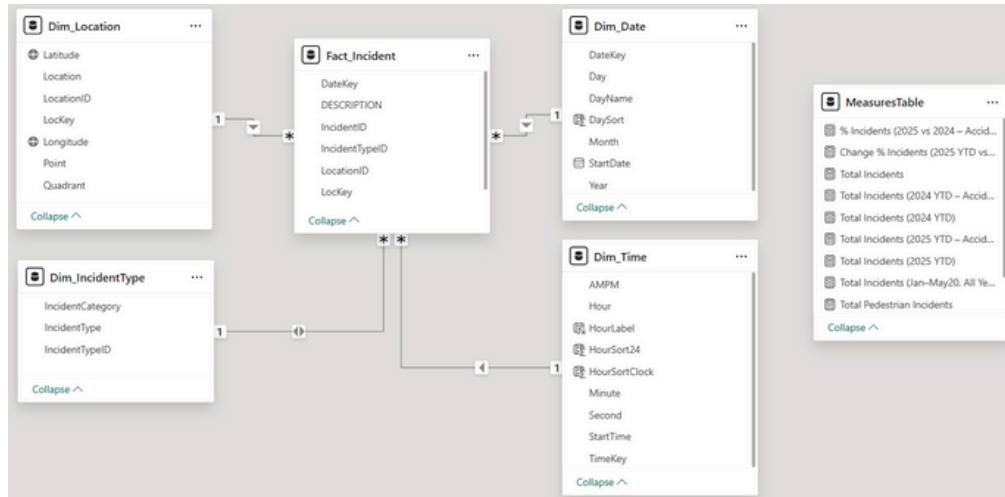 Dim_Location
Latitude
Location
LocationID
LocKey
Longitude
Point
Quadrant
Collapse
1
*
Fact_Incident
DateKey
DESCRIPTION
IncidentID
IncidentTypeID
LocationID
LocKey
Collapse
*
1
Dim_Date
DateKey
Day
DayName
DaySort
Month
StartDate
Year
Collapse
MeasuresTable
% Incidents (2025 vs 2024 – Accid...
Change % Incidents (2025 YTD vs...
Total Incidents
Total Incidents (2024 YTD – Accid...
Total Incidents (2024 YTD)
Total Incidents (2025 YTD – Accid...
Total Incidents (2025 YTD)
Total Incidents (Jan–May20, All Ye...
Total Pedestrian Incidents
Collapse
Dim_IncidentType
IncidentCategory
IncidentType
IncidentTypeID
Collapse
1
* *
1
Dim_Time
AMPM
Hour
HourLabel
HourSort24
HourSortClock
Minute
Second
StartTime
TimeKey
Collapse